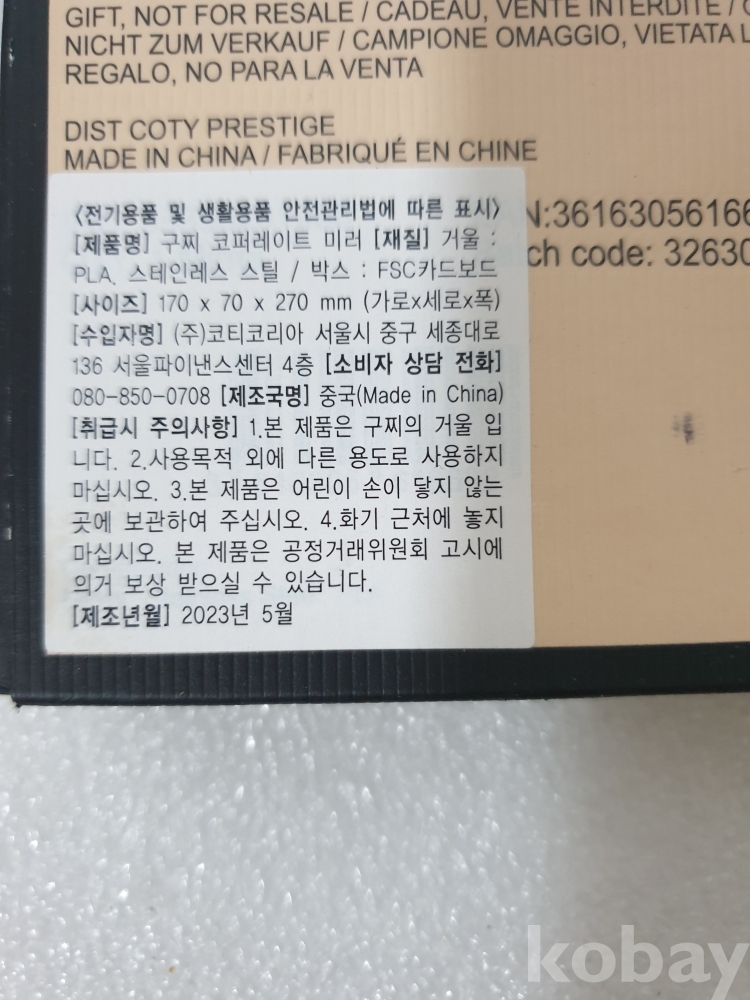 GIFT, NOT FOR RESALE / CADEAU, VENTE INTERDITE /
NICHT ZUM VERKAUF / CAMPIONE OMAGGIO, VIETATA
REGALO, NO PARA LA VENTA
DIST COTY PRESTIGE
MADE IN CHINA / FABRIQUÉ EN CHINE
N:36163056166
ch code: 32630
<전기용품 및 생활용품 안전관리법에 따른 표시>
[제품명] 구찌 코퍼레이트 미러 [재질] 거울 :
PLA, 스테인레스 스틸 / 박스 : FSC카드보드
[사이즈] 170 x 70 x 270 mm (가로x세로x폭)
[수입자명] (주)코티코리아 서울시 중구 세종대로
136 서울파이낸스센터 4층 [소비자 상담 전화]
080-850-0708 [제조국명] 중국(Made in China)
[취급시 주의사항] 1.본 제품은 구찌의 거울 입
니다. 2.사용목적 외에 다른 용도로 사용하지
마십시오. 3.본 제품은 어린이 손이 닿지 않는
곳에 보관하여 주십시오. 4.화기 근처에 놓지
마십시오. 본 제품은 공정거래위원회 고시에
의거 보상 받으실 수 있습니다.
[제조년월] 2023년 5월
kobay